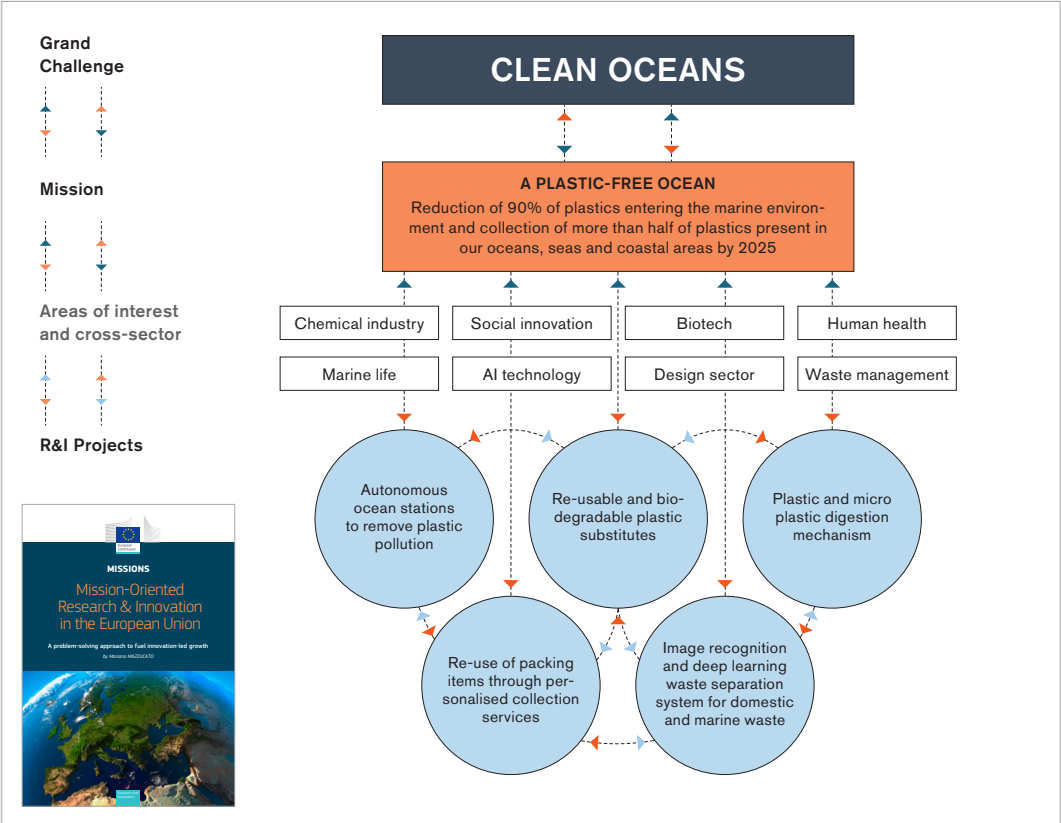 Grand
Challenge
Mission
Areas of interest
and cross-sector
R&I Projects
CLEAN OCEANS
A PLASTIC-FREE OCEAN
Reduction of 90% of plastics entering the marine environ-
ment and collection of more than half of plastics present in
our oceans, seas and coastal areas by 2025
Chemical industry
Social innovation
Biotech
Human health
Marine life
AI technology
Design sector
Waste management
Autonomous
ocean stations
to remove plastic
pollution
Re-usable and bio-
degradable plastic
substitutes
Plastic and micro
plastic digestion
mechanism
Re-use of packing
items through per-
sonalised collection
services
Image recognition
and deep learning
waste separation
system for domestic
and marine waste
European
Commission
MISSIONS
Mission-Oriented
Research & Innovation
in the European Union
A problem-solving approach to fuel innovation-led growth
by Mariana MAZZUCATO